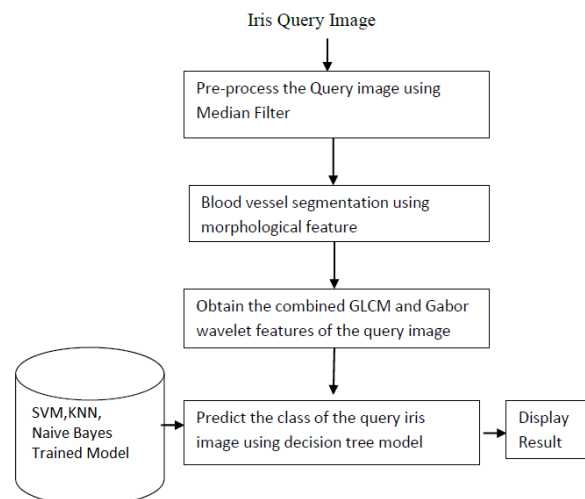 Iris Query Image
Pre-process the Query image using
Median Filter
Blood vessel segmentation using
morphological feature
Obtain the combined GLCM and Gabor
wavelet features of the query image
SVM,KNN,
Naive Bayes
Trained Model
Predict the class of the query iris
image using decision tree model
Display
Result